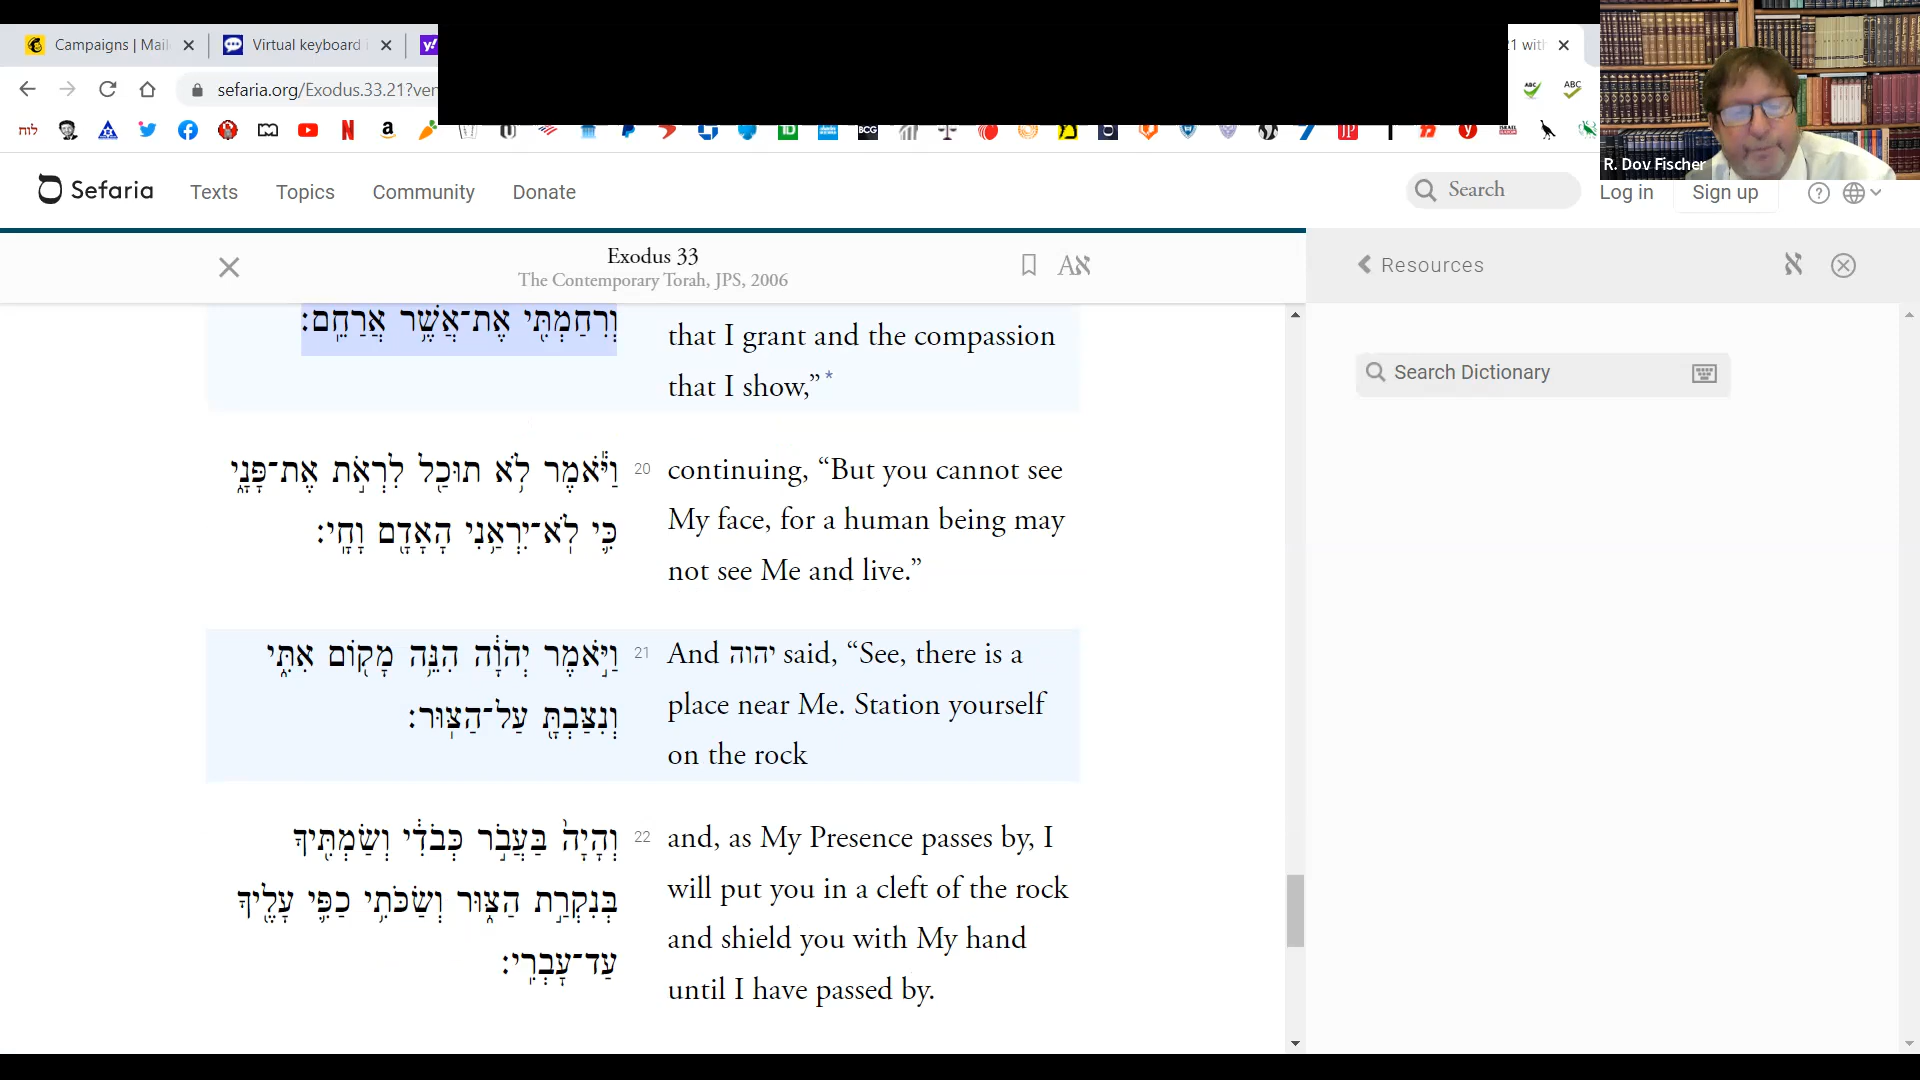 Campaigns | Mail
Virtual keyboard
21 with
sefaria.org/Exodus.33.21?ver
R. Dov Fischer
Sefaria
Texts
Topics
Community
Donate
Search
Log in
Sign up
Exodus 33
The Contemporary Torah, JPS, 2006
Resources
Search Dictionary
וְרִחַמְתִּ֖י אֶת־אֲשֶׁ֥ר אֲרַחֵֽם׃
that I grant and the compassion
that I show,” *
וַיֹּ֕אמֶר לֹ֥א תוּכַ֖ל לִרְאֹ֣ת אֶת־פָּנָ֑י
כִּ֛י לֹֽא־יִרְאַ֥נִי הָאָדָ֖ם וָחָֽי׃
20
continuing, “But you cannot see
My face, for a human being may
not see Me and live.”
וַיֹּ֣אמֶר יְהֹוָ֔ה הִנֵּ֥ה מָק֖וֹם אִתִּ֑י
וְנִצַּבְתָּ֖ עַל־הַצּֽוּר׃
21
And יהוה said, “See, there is a
place near Me. Station yourself
on the rock
וְהָיָה֙ בַּעֲבֹ֣ר כְּבֹדִ֔י וְשַׂמְתִּ֖יךָ
בְּנִקְרַ֣ת הַצּ֑וּר וְשַׂכֹּתִ֥י כַפִּ֛י עָלֶ֖יךָ
עַד־עׇבְרִֽי׃
22
and, as My Presence passes by, I
will put you in a cleft of the rock
and shield you with My hand
until I have passed by.